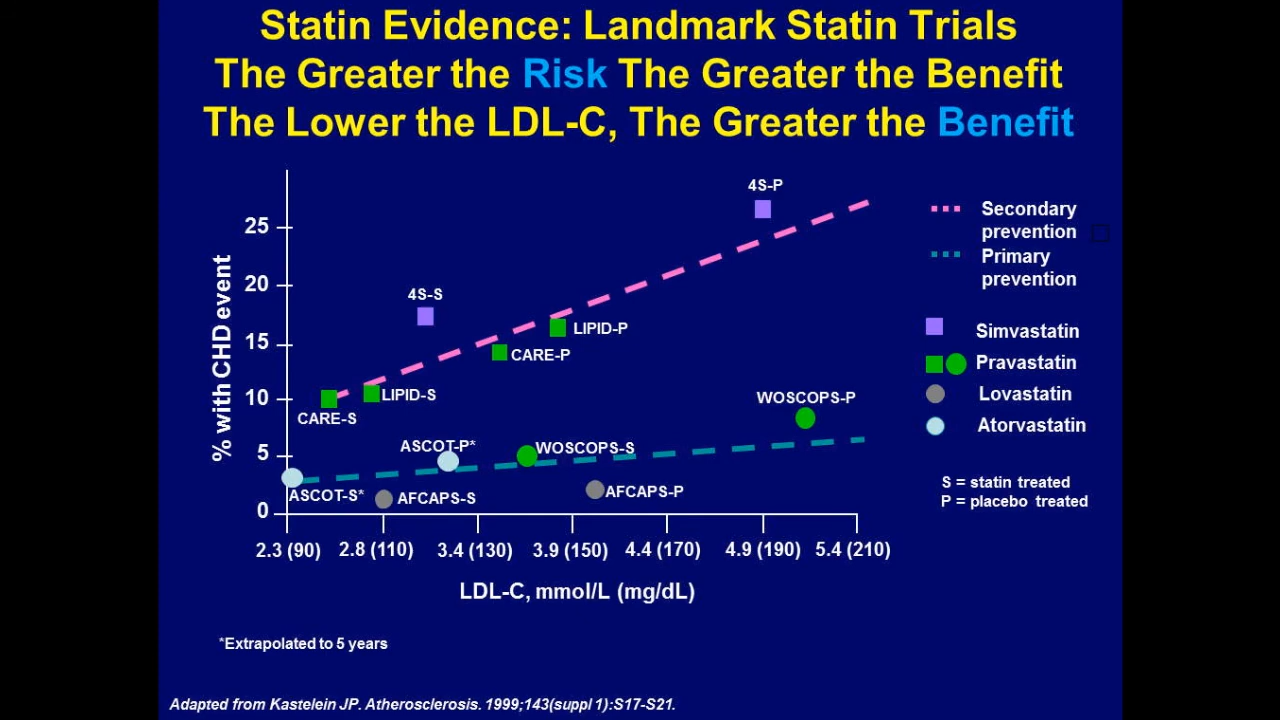 Statin Evidence: Landmark Statin Trials
The Greater the Risk The Greater the Benefit
The Lower the LDL-C, The Greater the Benefit
% with CHD event
25
20
15
10
5
0
4S-P
4S-S
LIPID-P
CARE-P
LIPID-S
CARE-S
WOSCOPS-P
ASCOT-P*
WOSCOPS-S
ASCOT-S*
AFCAPS-S
AFCAPS-P
2.3 (90) 2.8 (110) 3.4 (130) 3.9 (150) 4.4 (170) 4.9 (190) 5.4 (210)
LDL-C, mmol/L (mg/dL)
Secondary
prevention
Primary
prevention
Simvastatin
Pravastatin
Lovastatin
Atorvastatin
S = statin treated
P = placebo treated
*Extrapolated to 5 years
Adapted from Kastelein JP. Atherosclerosis. 1999;143(suppl 1):S17-S21.